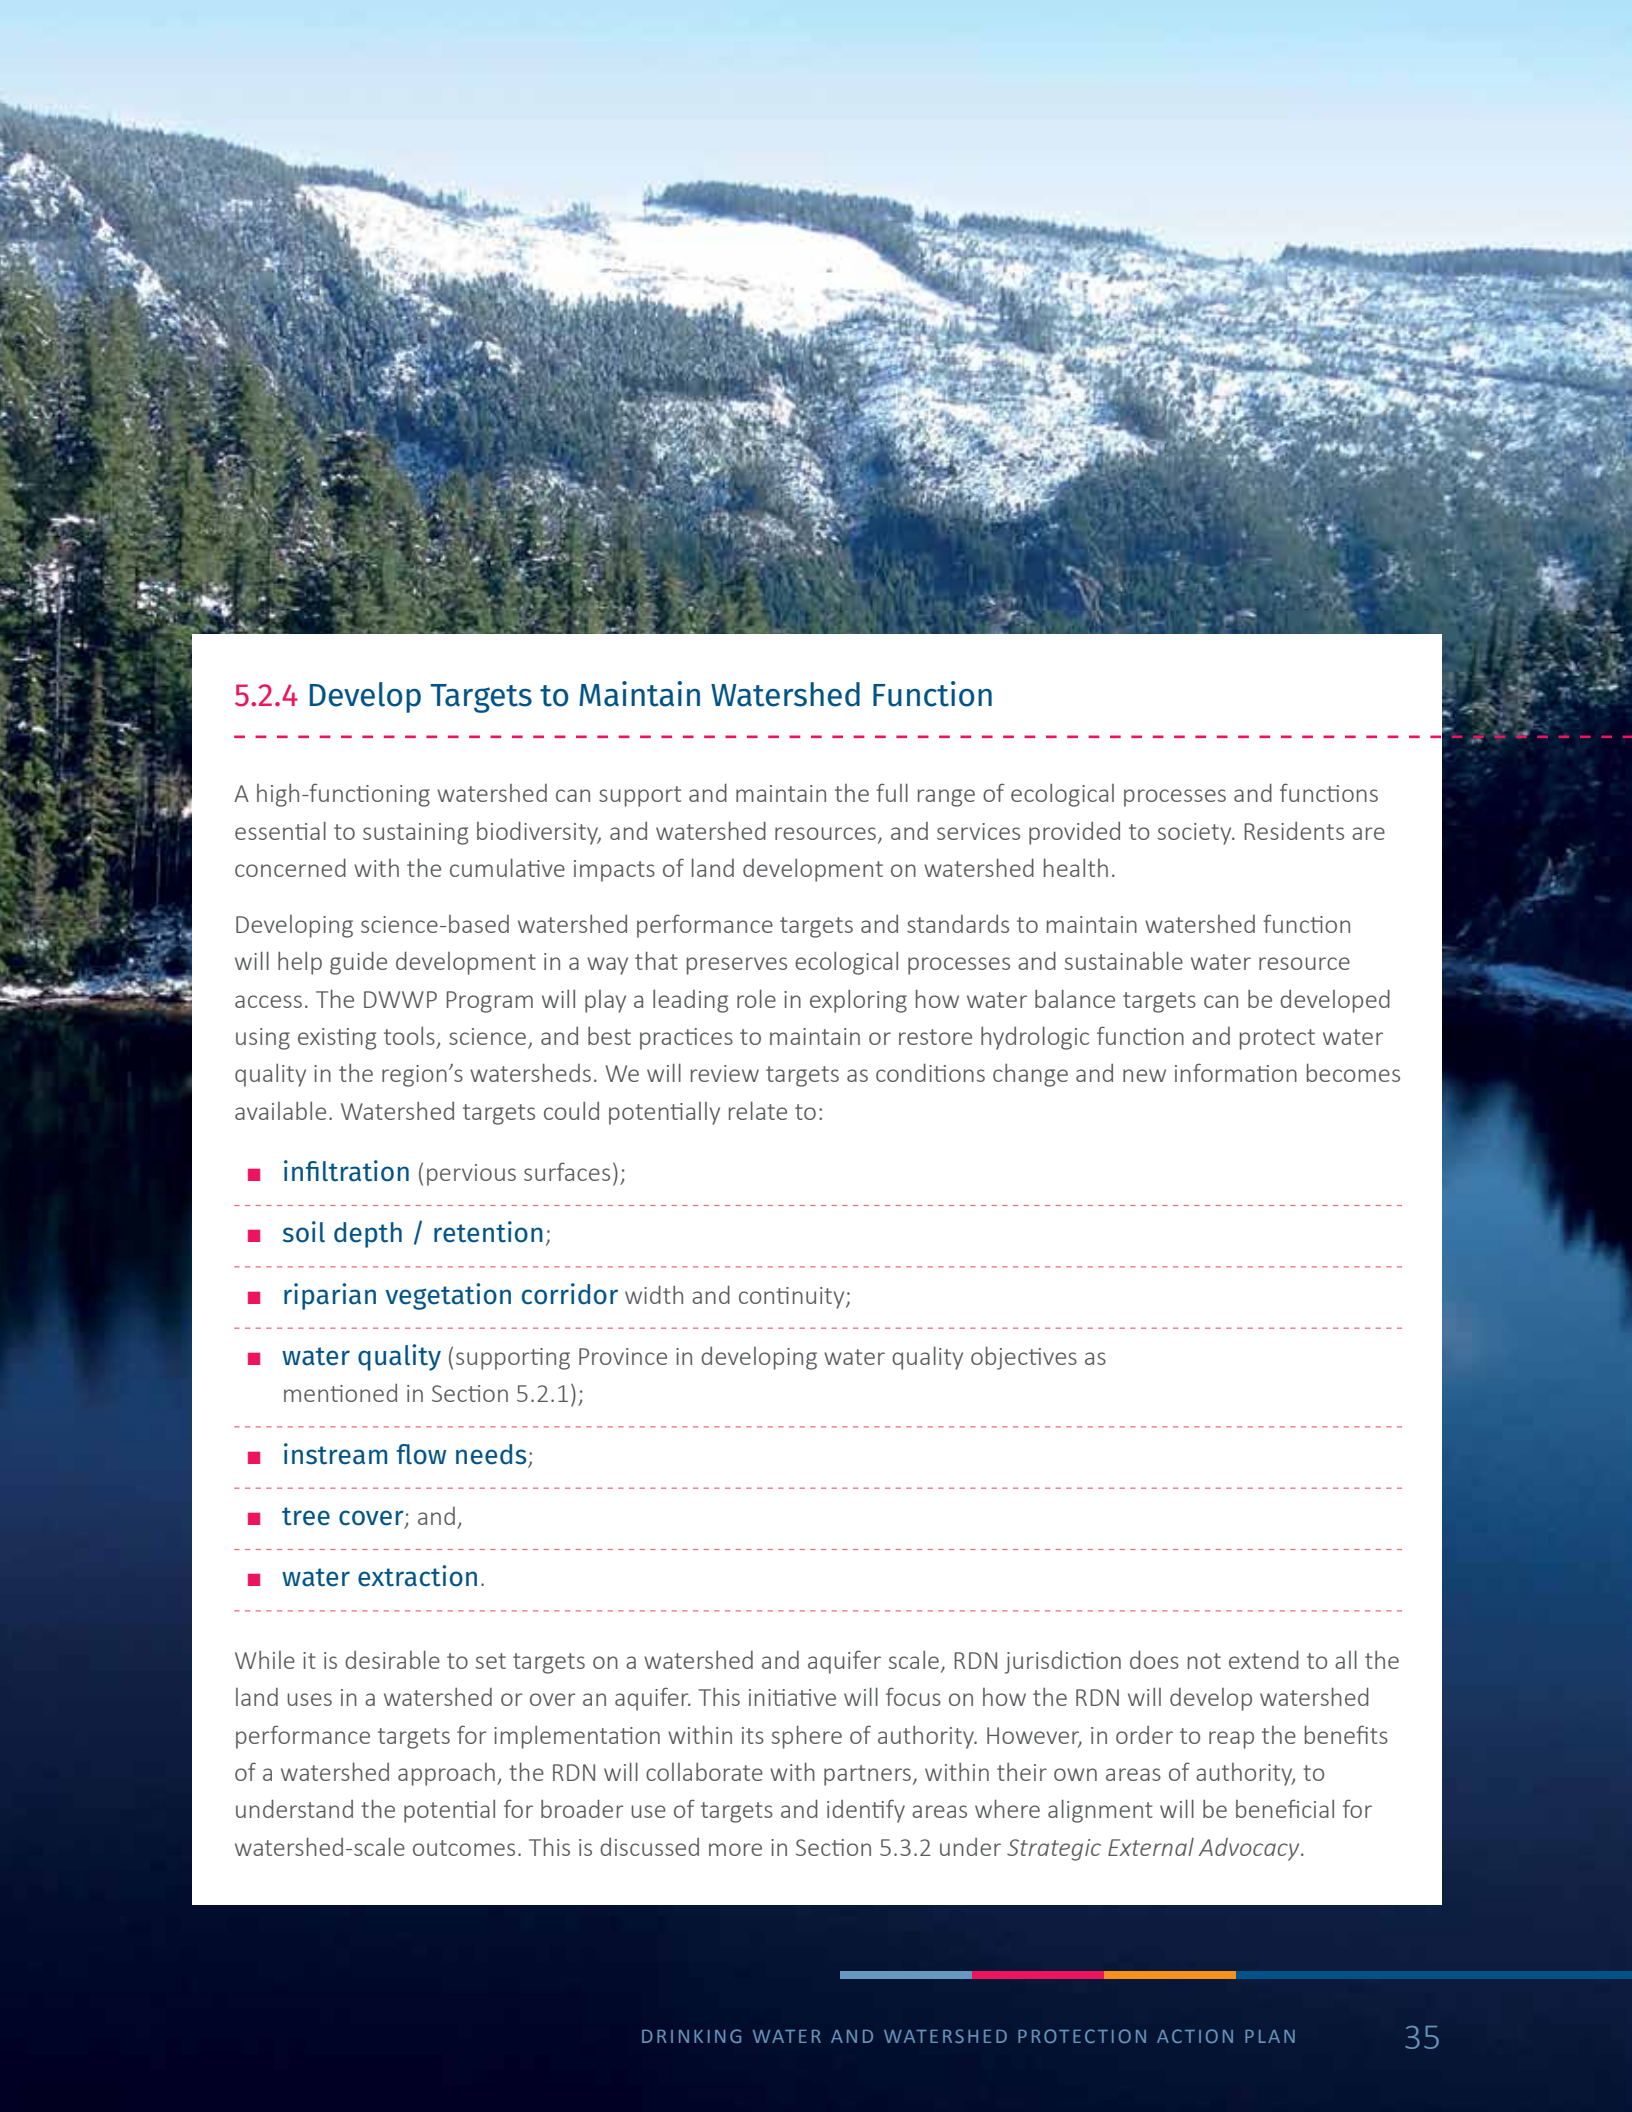 5.2.4 Develop Targets to Maintain Watershed Function
A high-functioning watershed can support and maintain the full range of ecological processes and functions
essential to sustaining biodiversity, and watershed resources, and services provided to society. Residents are
concerned with the cumulative impacts of land development on watershed health.
Developing science-based watershed performance targets and standards to maintain watershed function
will help guide development in a way that preserves ecological processes and sustainable water resource
access. The DWWP Program will play a leading role in exploring how water balance targets can be developed
using existing tools, science, and best practices to maintain or restore hydrologic function and protect water
quality in the region’s watersheds. We will review targets as conditions change and new information becomes
available. Watershed targets could potentially relate to:
■ infiltration (pervious surfaces);
■ soil depth / retention;
■ riparian vegetation corridor width and continuity;
■ water quality (supporting Province in developing water quality objectives as
mentioned in Section 5.2.1);
■ instream flow needs;
■ tree cover; and,
■ water extraction.
While it is desirable to set targets on a watershed and aquifer scale, RDN jurisdiction does not extend to all the
land uses in a watershed or over an aquifer. This initiative will focus on how the RDN will develop watershed
performance targets for implementation within its sphere of authority. However, in order to reap the benefits
of a watershed approach, the RDN will collaborate with partners, within their own areas of authority, to
understand the potential for broader use of targets and identify areas where alignment will be beneficial for
watershed-scale outcomes. This is discussed more in Section 5.3.2 under Strategic External Advocacy.
DRINKING WATER AND WATERSHED PROTECTION ACTION PLAN 35